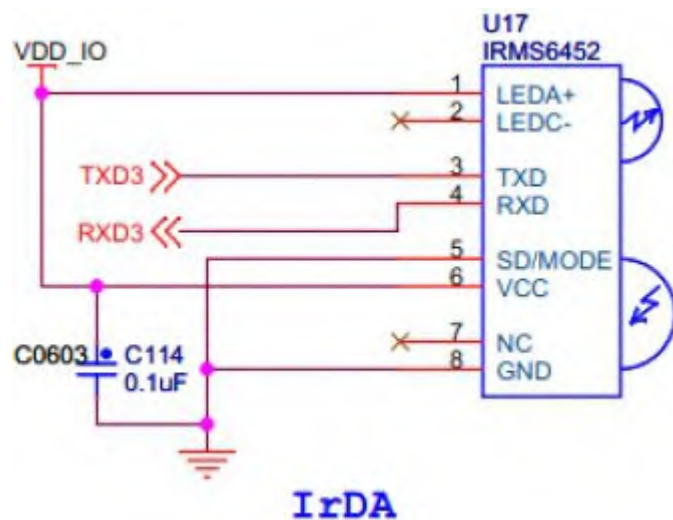 U17
IRMS6452
VDD_IO
1 LEDA+
2 LEDC-
TXD3 3 TXD
RXD3 4 RXD
5 SD/MODE
6 VCC
7 NC
C0603 C114
8 GND
0.1uF
IrDA